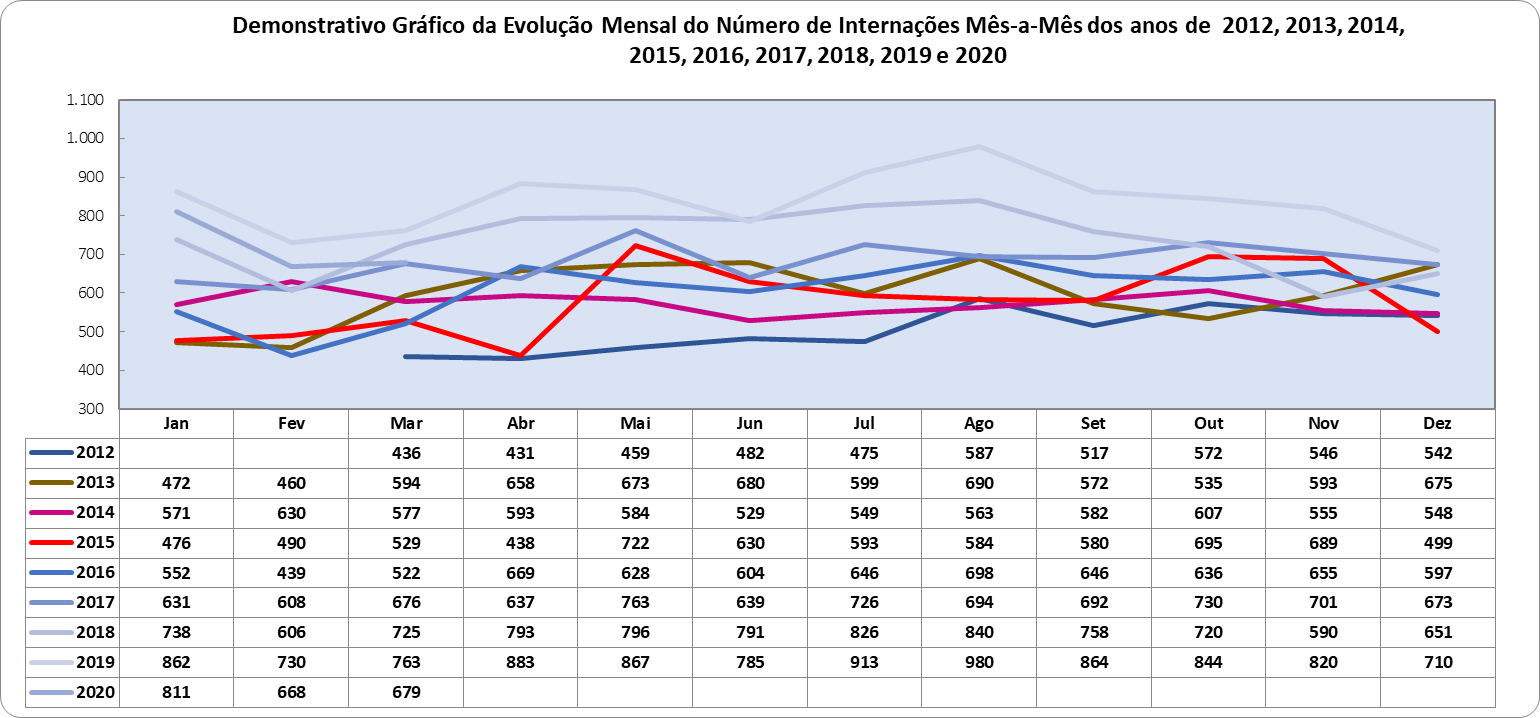 Demonstrativo Gráfico da Evolução Mensal do Número de Internações Mês-a-Mês dos anos de 2012, 2013, 2014,
2015, 2016, 2017, 2018, 2019 e 2020
1.100
1.000
900
800
700
600
500
400
300
Jan Fev Mar Abr Mai Jun Jul Ago Set Out Nov Dez
2012 436 431 459 482 475 587 517 572 546 542
2013 472 460 594 658 673 680 599 690 572 535 593 675
2014 571 630 577 593 584 529 549 563 582 607 555 548
2015 476 490 529 438 722 630 593 584 580 695 689 499
2016 552 439 522 669 628 604 646 698 646 636 655 597
2017 631 608 676 637 763 639 726 694 692 730 701 673
2018 738 606 725 793 796 791 826 840 758 720 590 651
2019 862 730 763 883 867 785 913 980 864 844 820 710
2020 811 668 679